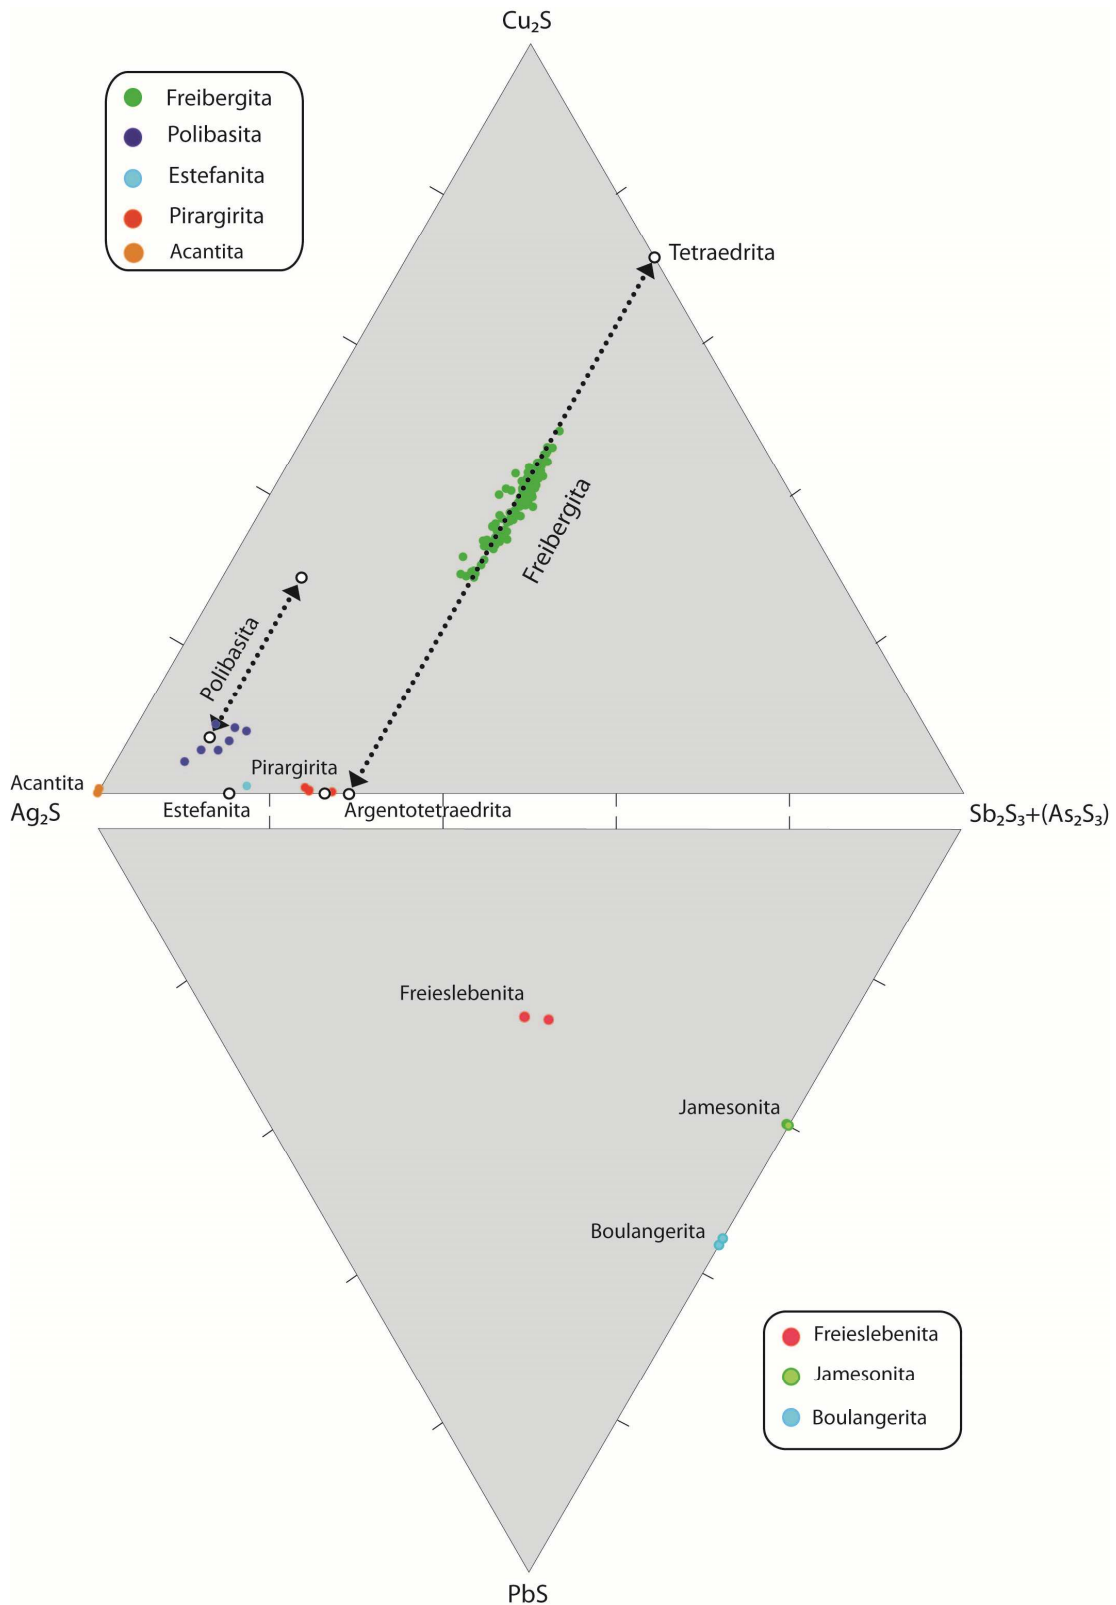 Cu₂S
Freibergita
Polibasita
Estefanita
Pirargirita
Acantita
Tetraedrita
Freibergita
Polibasita
Pirargirita
Acantita
Ag₂S
Estefanita
Argentotetraedrita
Sb₂S₃+(As₂S₃)
Freieslebenita
Jamesonita
Boulangerita
Freieslebenita
Jamesonita
Boulangerita
PbS